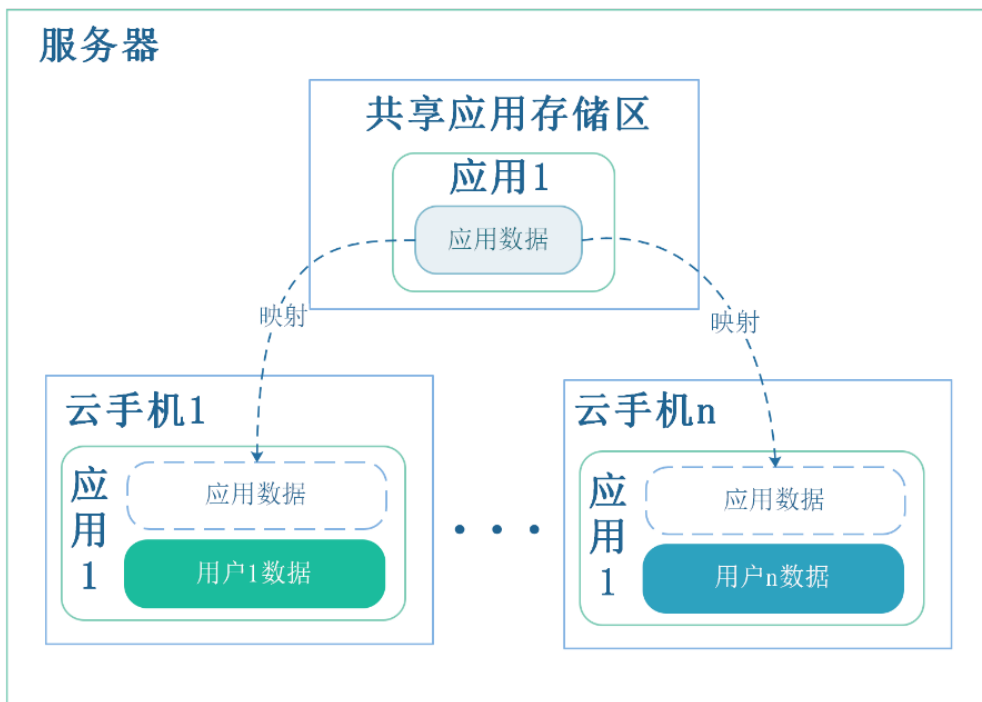 服务器
共享应用存储区
应用1
应用数据
映射
映射
云手机1
应用1
应用数据
用户1数据
云手机n
应用1
应用数据
用户n数据